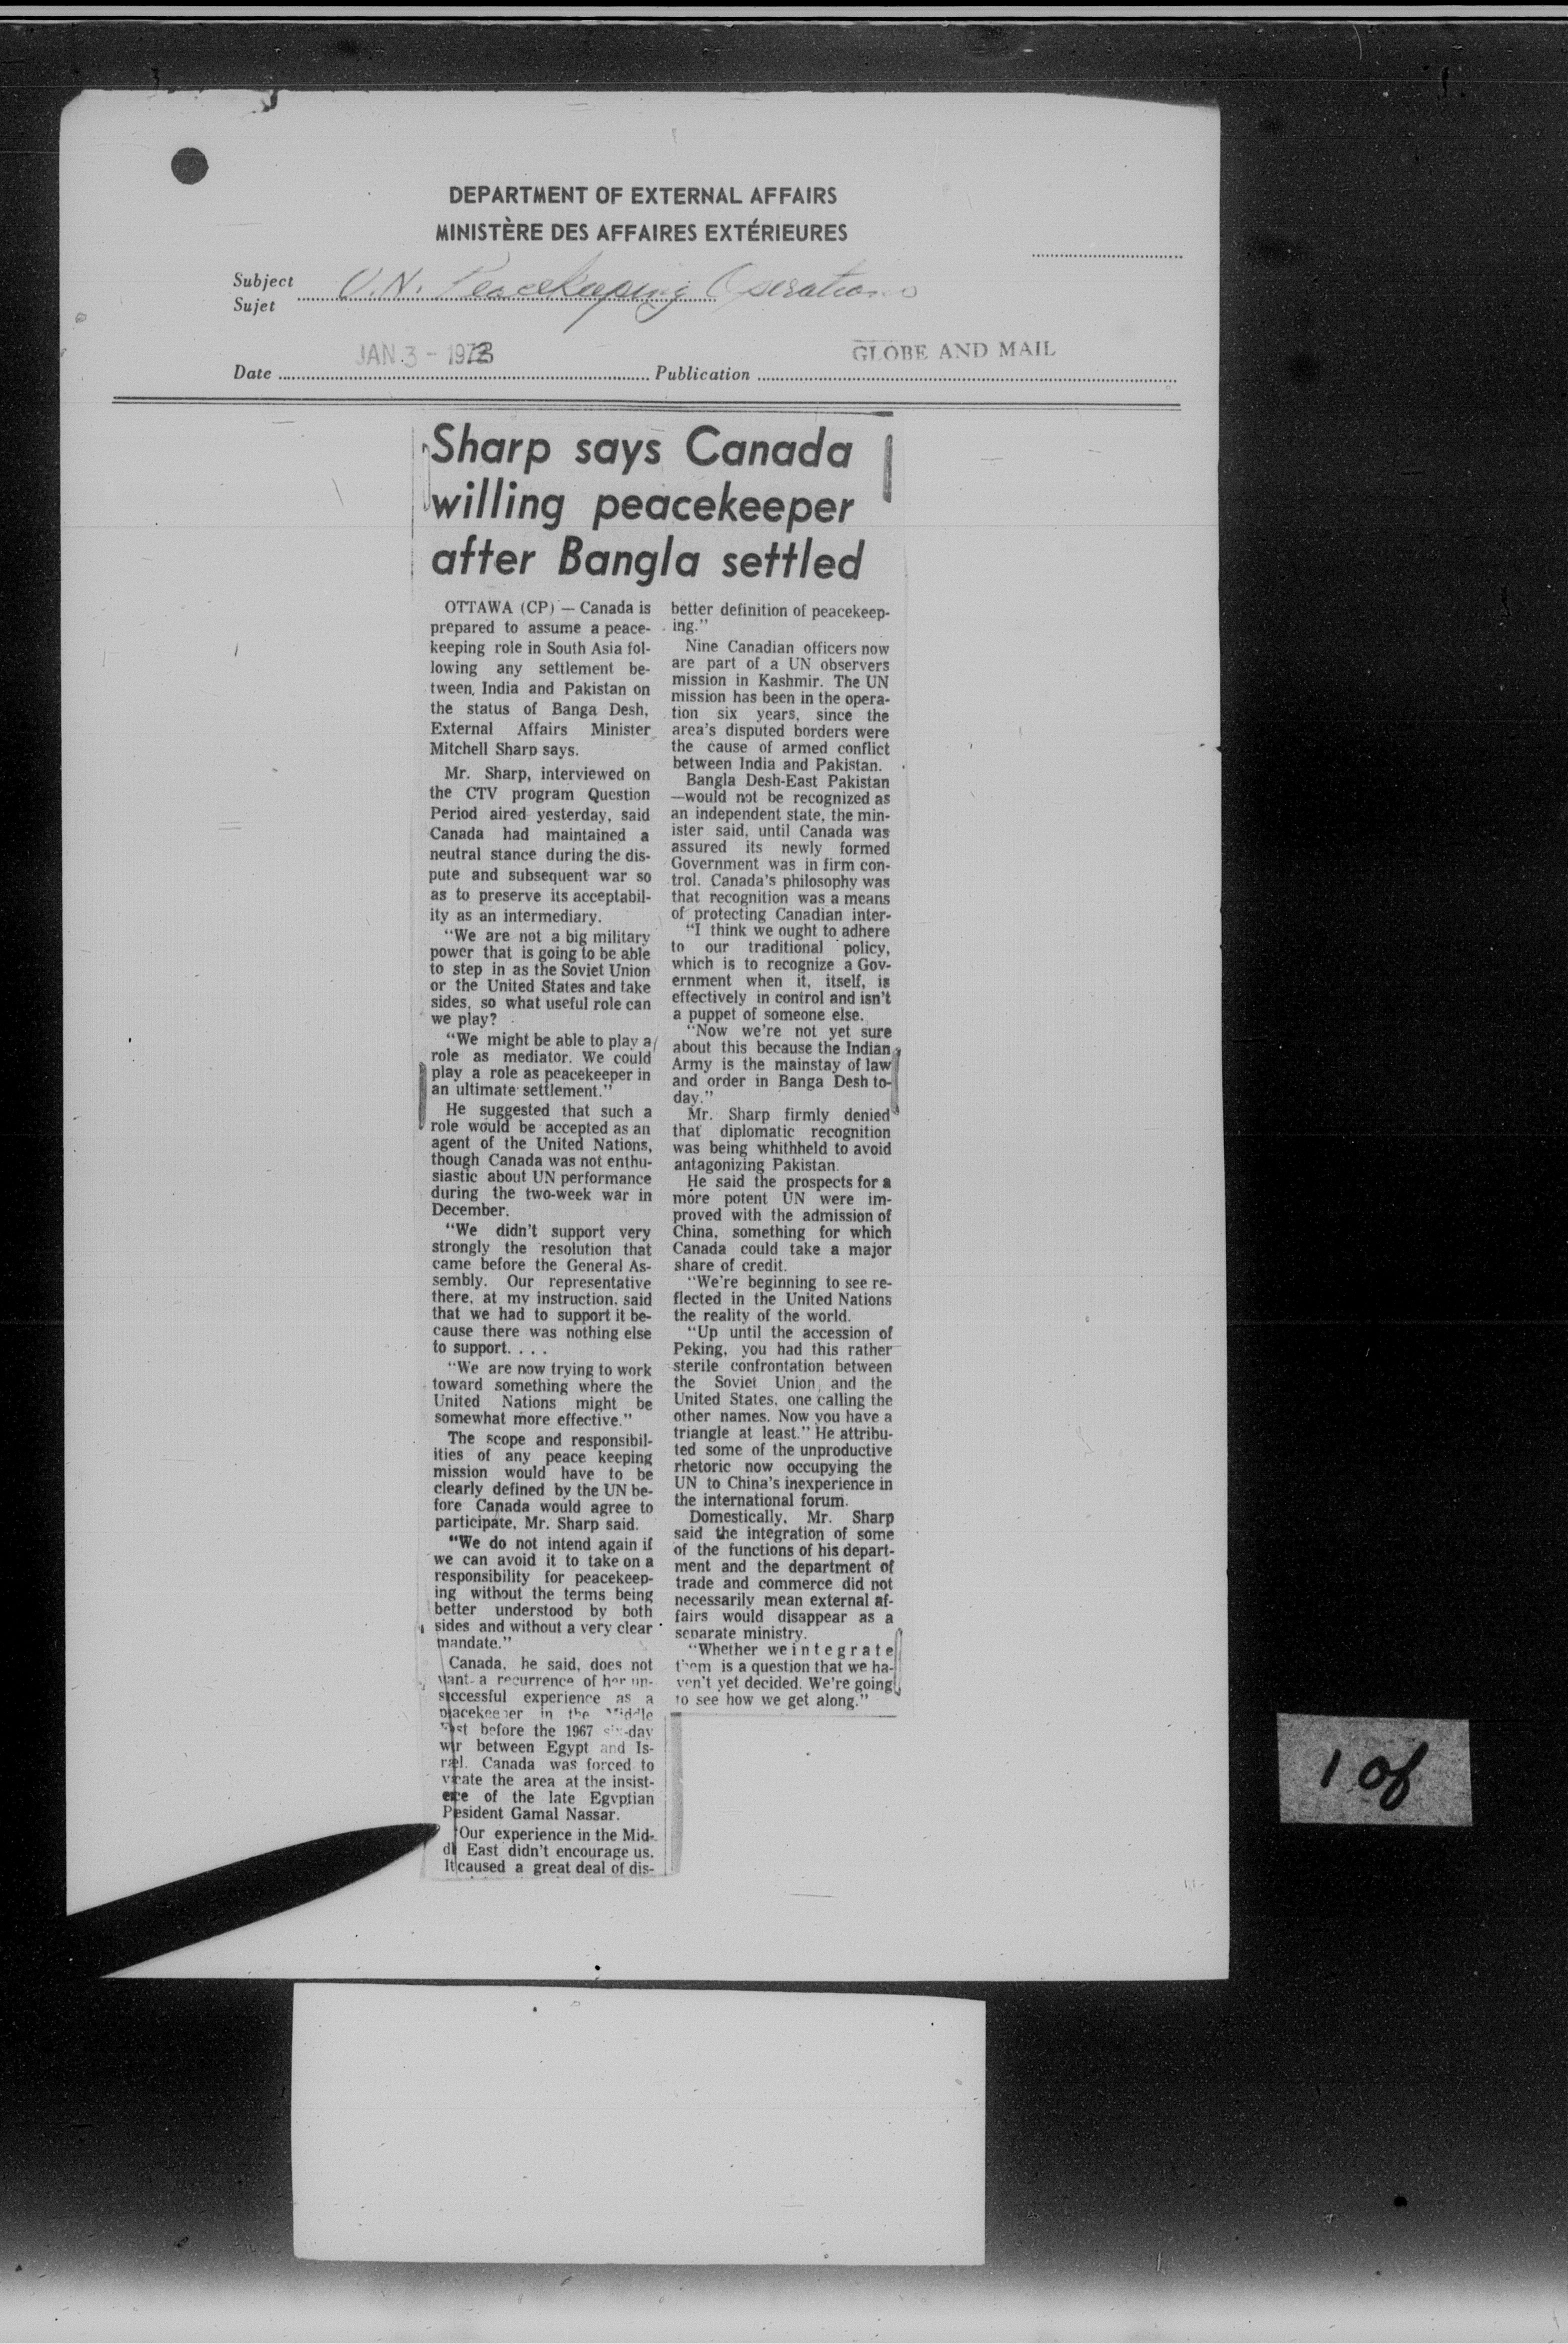 DEPARTMENT OF EXTERNAL AFFAIRS
MINISTÈRE DES AFFAIRES EXTÉRIEURES
Subject
Sujet
U.N. Peacekeeping Operations
JAN 3 - 197
GLOBE AND MAIL
Date
Publication
Sharp says Canada
willing peacekeeper
after Bangla settled
OTTAWA (CP) — Canada is
prepared to assume a peace-
keeping role in South Asia fol-
lowing any settlement be-
tween India and Pakistan on
the status of Banga Desh,
External Affairs Minister
Mitchell Sharp says.
Mr. Sharp, interviewed on
the CTV program Question
Period aired yesterday, said
Canada had maintained a
neutral stance during the dis-
pute and subsequent war so
as to preserve its acceptabil-
ity as an intermediary.
"We are not a big military
power that is going to be able
to step in as the Soviet Union
or the United States and take
sides, so what useful role can
we play?
"We might be able to play a
role as mediator. We could
play a role as peacekeeper in
an ultimate settlement."
He suggested that such a
role would be accepted as an
agent of the United Nations,
though Canada was not enthu-
siastic about UN performance
during the two-week war in
December.
"We didn't support very
strongly the resolution that
came before the General As-
sembly. Our representative
there, at my instruction, said
that we had to support it be-
cause there was nothing else
to support. . . .
"We are now trying to work
toward something where the
United Nations might be
somewhat more effective."
The scope and responsibil-
ities of any peace keeping
mission would have to be
clearly defined by the UN be-
fore Canada would agree to
participate, Mr. Sharp said.
"We do not intend again if
we can avoid it to take on a
responsibility for peacekeep-
ing without the terms being
better understood by both
sides and without a very clear
mandate."
Canada, he said, does not
want a recurrence of her un-
successful experience as a
peacekeeper in the Middle
East before the 1967 six-day
war between Egypt and Is-
rael. Canada was forced to
vacate the area at the insist-
ence of the late Egyptian
President Gamal Nassar.
"Our experience in the Mid-
dle East didn't encourage us.
It caused a great deal of dis-
better definition of peacekeep-
ing."
Nine Canadian officers now
are part of a UN observers
mission in Kashmir. The UN
mission has been in the opera-
tion six years, since the
area's disputed borders were
the cause of armed conflict
between India and Pakistan.
Bangla Desh-East Pakistan
—would not be recognized as
an independent state, the min-
ister said, until Canada was
assured its newly formed
Government was in firm con-
trol. Canada's philosophy was
that recognition was a means
of protecting Canadian inter-
"I think we ought to adhere
to our traditional policy,
which is to recognize a Gov-
ernment when it, itself, is
effectively in control and isn't
a puppet of someone else.
"Now we're not yet sure
about this because the Indian
Army is the mainstay of law
and order in Banga Desh to-
day."
Mr. Sharp firmly denied
that diplomatic recognition
was being whithheld to avoid
antagonizing Pakistan.
He said the prospects for a
more potent UN were im-
proved with the admission of
China, something for which
Canada could take a major
share of credit.
"We're beginning to see re-
flected in the United Nations
the reality of the world.
"Up until the accession of
Peking, you had this rather
sterile confrontation between
the Soviet Union and the
United States, one calling the
other names. Now you have a
triangle at least." He attribu-
ted some of the unproductive
rhetoric now occupying the
UN to China's inexperience in
the international forum.
Domestically, Mr. Sharp
said the integration of some
of the functions of his depart-
ment and the department of
trade and commerce did not
necessarily mean external af-
fairs would disappear as a
separate ministry.
"Whether we integrate
them is a question that we ha-
ven't yet decided. We're going
to see how we get along."
1 of